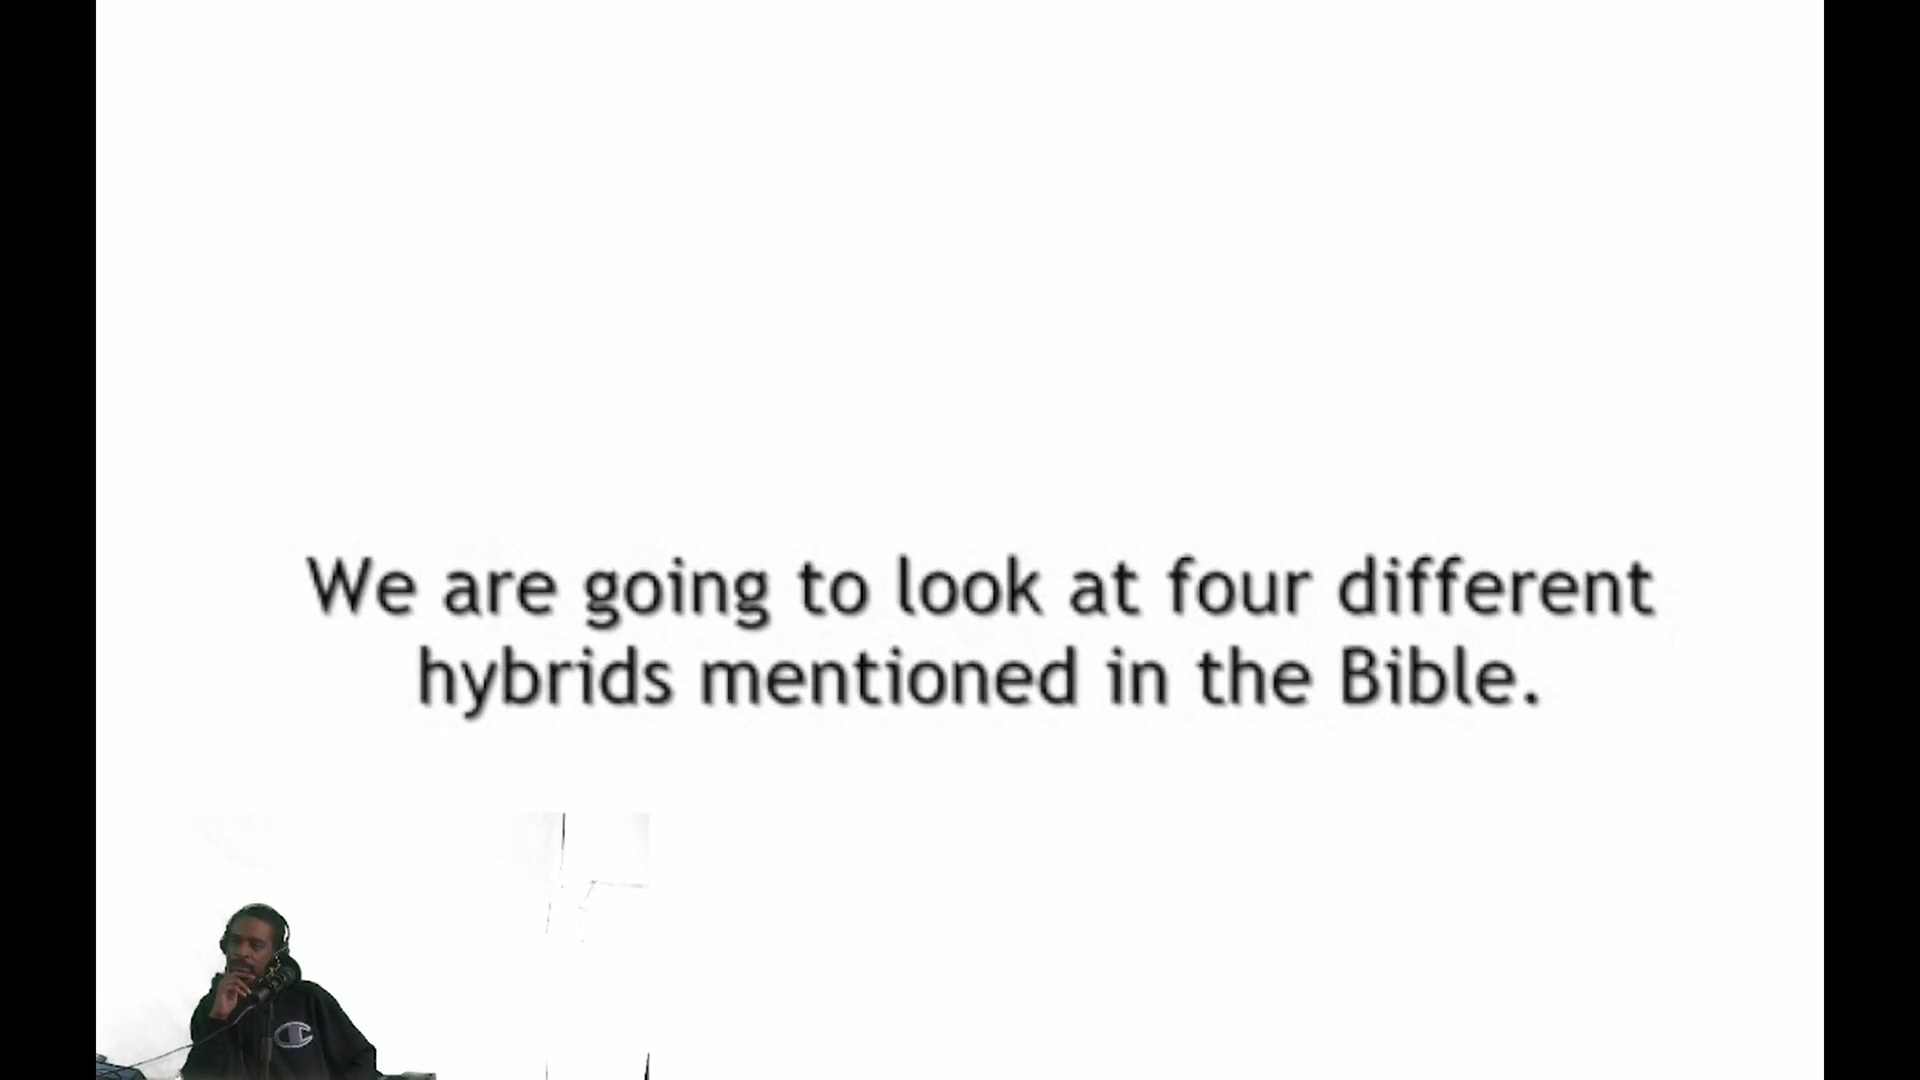 We are going to look at four different
hybrids mentioned in the Bible.